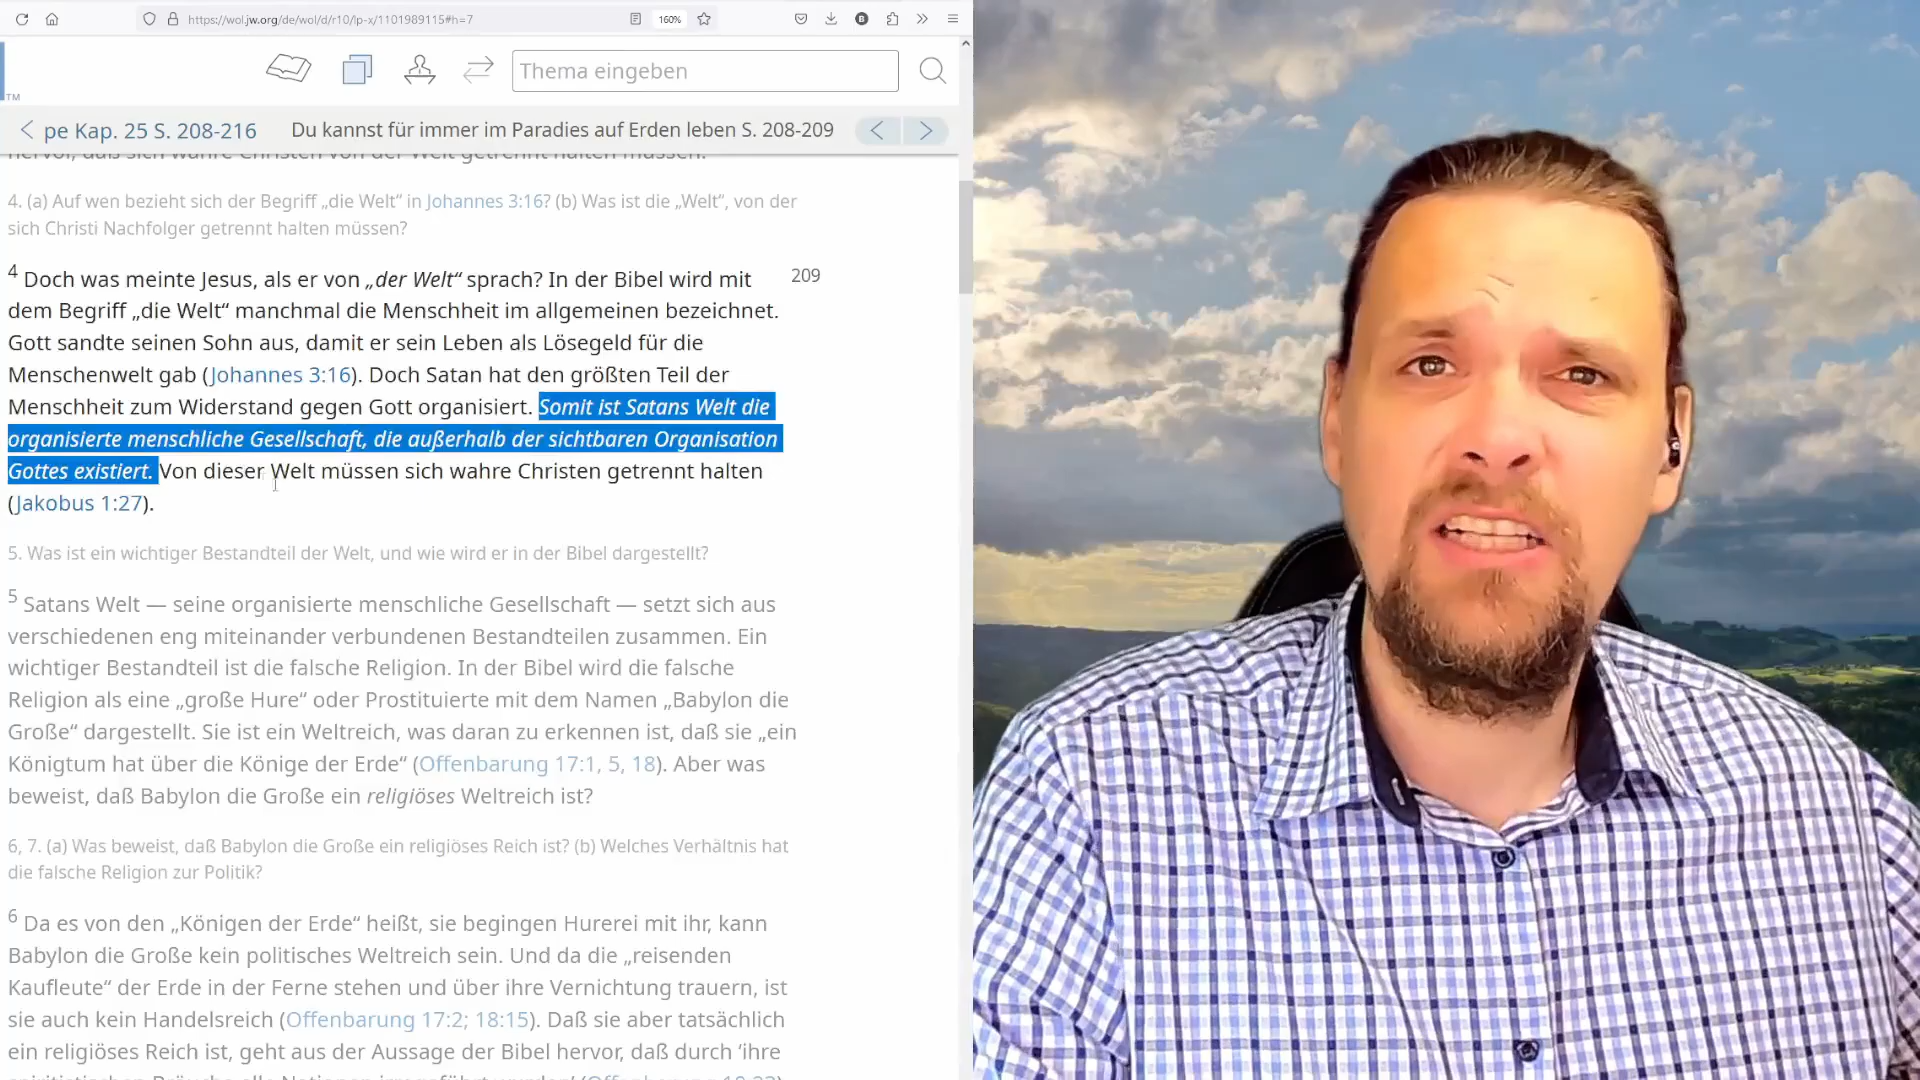 https://wol.jw.org/de/wol/d/r10/lp-x/1101989115#h=7
160%
TM
Thema eingeben
pe Kap. 25 S. 208-216
Du kannst für immer im Paradies auf Erden leben S. 208-209
hervor, daß sich wahre Christen von der Welt getrennt halten müssen.
4. (a) Auf wen bezieht sich der Begriff „die Welt“ in Johannes 3:16? (b) Was ist die „Welt“, von der
sich Christi Nachfolger getrennt halten müssen?
4 Doch was meinte Jesus, als er von „der Welt“ sprach? In der Bibel wird mit
209
dem Begriff „die Welt“ manchmal die Menschheit im allgemeinen bezeichnet.
Gott sandte seinen Sohn aus, damit er sein Leben als Lösegeld für die
Menschenwelt gab (Johannes 3:16). Doch Satan hat den größten Teil der
Menschheit zum Widerstand gegen Gott organisiert. Somit ist Satans Welt die
organisierte menschliche Gesellschaft, die außerhalb der sichtbaren Organisation
Gottes existiert. Von dieser Welt müssen sich wahre Christen getrennt halten
(Jakobus 1:27).
5. Was ist ein wichtiger Bestandteil der Welt, und wie wird er in der Bibel dargestellt?
5 Satans Welt — seine organisierte menschliche Gesellschaft — setzt sich aus
verschiedenen eng miteinander verbundenen Bestandteilen zusammen. Ein
wichtiger Bestandteil ist die falsche Religion. In der Bibel wird die falsche
Religion als eine „große Hure“ oder Prostituierte mit dem Namen „Babylon die
Große“ dargestellt. Sie ist ein Weltreich, was daran zu erkennen ist, daß sie „ein
Königtum hat über die Könige der Erde“ (Offenbarung 17:1, 5, 18). Aber was
beweist, daß Babylon die Große ein religiöses Weltreich ist?
6, 7. (a) Was beweist, daß Babylon die Große ein religiöses Reich ist? (b) Welches Verhältnis hat
die falsche Religion zur Politik?
6 Da es von den „Königen der Erde“ heißt, sie begingen Hurerei mit ihr, kann
Babylon die Große kein politisches Weltreich sein. Und da die „reisenden
Kaufleute“ der Erde in der Ferne stehen und über ihre Vernichtung trauern, ist
sie auch kein Handelsreich (Offenbarung 17:2; 18:15). Daß sie aber tatsächlich
ein religiöses Reich ist, geht aus der Aussage der Bibel hervor, daß durch ‘ihre